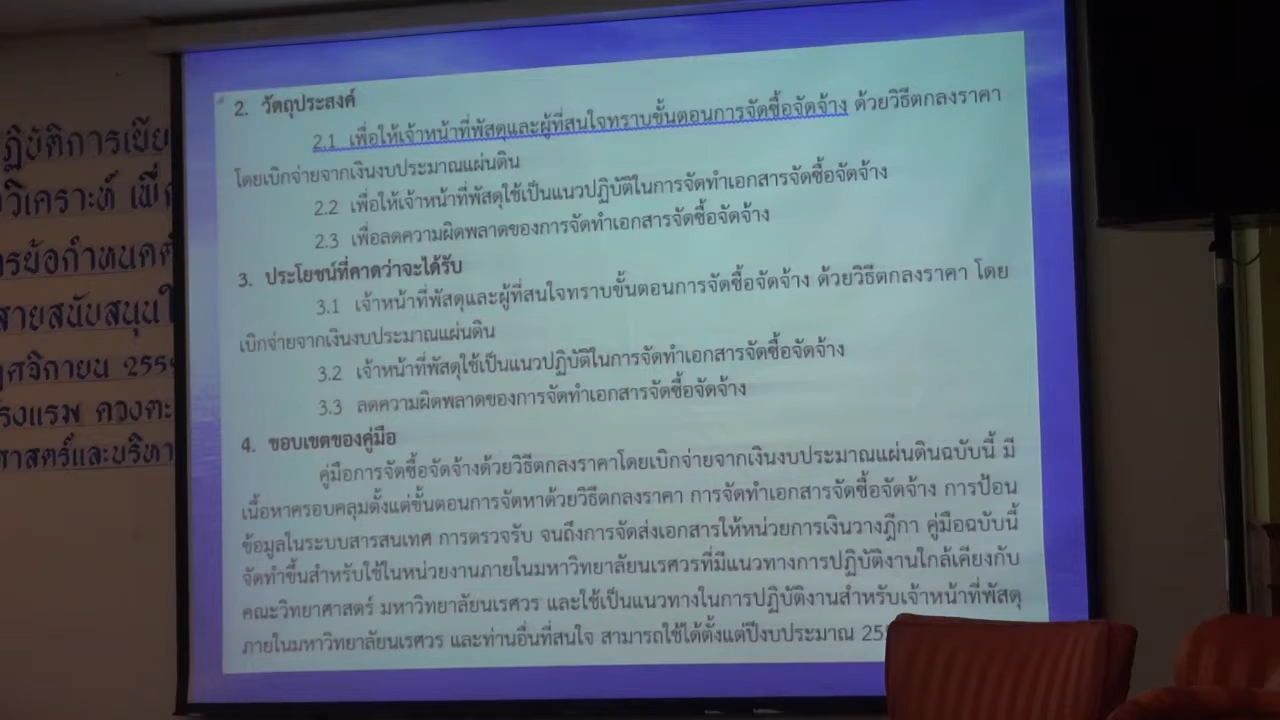 2. วัตถุประสงค์
2.1 เพื่อให้เจ้าหน้าที่พัสดุและผู้ที่สนใจทราบขั้นตอนการจัดซื้อจัดจ้าง ด้วยวิธีตกลงราคา
โดยเบิกจ่ายจากเงินงบประมาณแผ่นดิน
2.2 เพื่อให้เจ้าหน้าที่พัสดุใช้เป็นแนวปฏิบัติในการจัดทำเอกสารจัดซื้อจัดจ้าง
2.3 เพื่อลดความผิดพลาดของการจัดทำเอกสารจัดซื้อจัดจ้าง
3. ประโยชน์ที่คาดว่าจะได้รับ
3.1 เจ้าหน้าที่พัสดุและผู้ที่สนใจทราบขั้นตอนการจัดซื้อจัดจ้าง ด้วยวิธีตกลงราคา โดย
เบิกจ่ายจากเงินงบประมาณแผ่นดิน
3.2 เจ้าหน้าที่พัสดุใช้เป็นแนวปฏิบัติในการจัดทำเอกสารจัดซื้อจัดจ้าง
3.3 ลดความผิดพลาดของการจัดทำเอกสารจัดซื้อจัดจ้าง
4. ขอบเขตของคู่มือ
คู่มือการจัดซื้อจัดจ้างด้วยวิธีตกลงราคาโดยเบิกจ่ายจากเงินงบประมาณแผ่นดินฉบับนี้ มี
เนื้อหาครอบคลุมตั้งแต่ขั้นตอนการจัดหาด้วยวิธีตกลงราคา การจัดทำเอกสารจัดซื้อจัดจ้าง การป้อน
ข้อมูลในระบบสารสนเทศ การตรวจรับ จนถึงการจัดส่งเอกสารให้หน่วยการเงินวางฎีกา คู่มือฉบับนี้
จัดทำขึ้นสำหรับใช้ในหน่วยงานภายในมหาวิทยาลัยนเรศวรที่มีแนวทางการปฏิบัติงานใกล้เคียงกับ
คณะวิทยาศาสตร์ มหาวิทยาลัยนเรศวร และใช้เป็นแนวทางในการปฏิบัติงานสำหรับเจ้าหน้าที่พัสดุ
ภายในมหาวิทยาลัยนเรศวร และท่านอื่นที่สนใจ สามารถใช้ได้ตั้งแต่ปีงบประมาณ
ฏิบัติการเขีย
วิเคราะห์ เพื่
สายสนับสนุน
พฤศจิกายน 255
โรงแรม ดวงตะ
าสตร์และบริหา